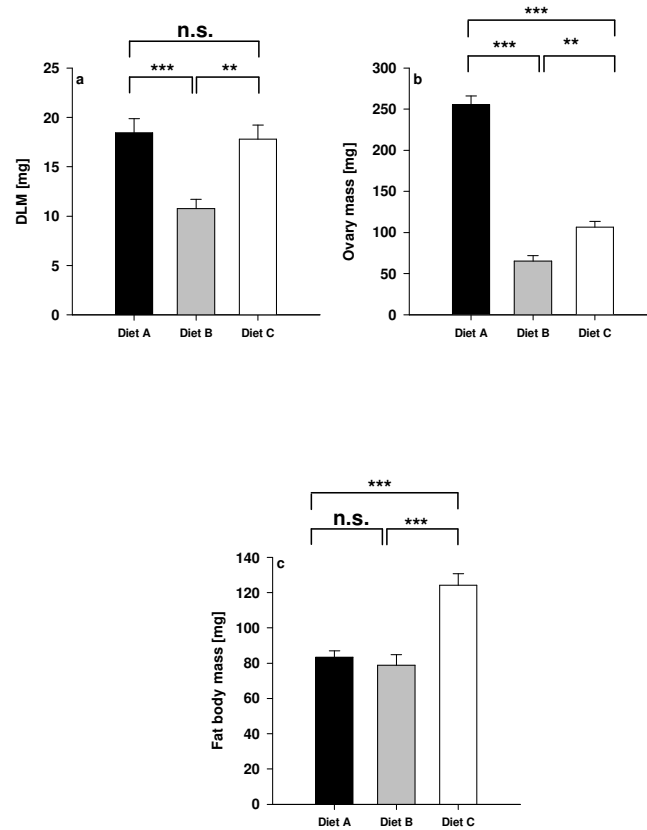 n.s.
*** **
a
25
20
15
10
5
0
DLM [mg]
Diet A Diet B Diet C
***
*** **
b
300
250
200
150
100
50
0
Ovary mass [mg]
Diet A Diet B Diet C
***
n.s. ***
c
140
120
100
80
60
40
20
0
Fat body mass [mg]
Diet A Diet B Diet C